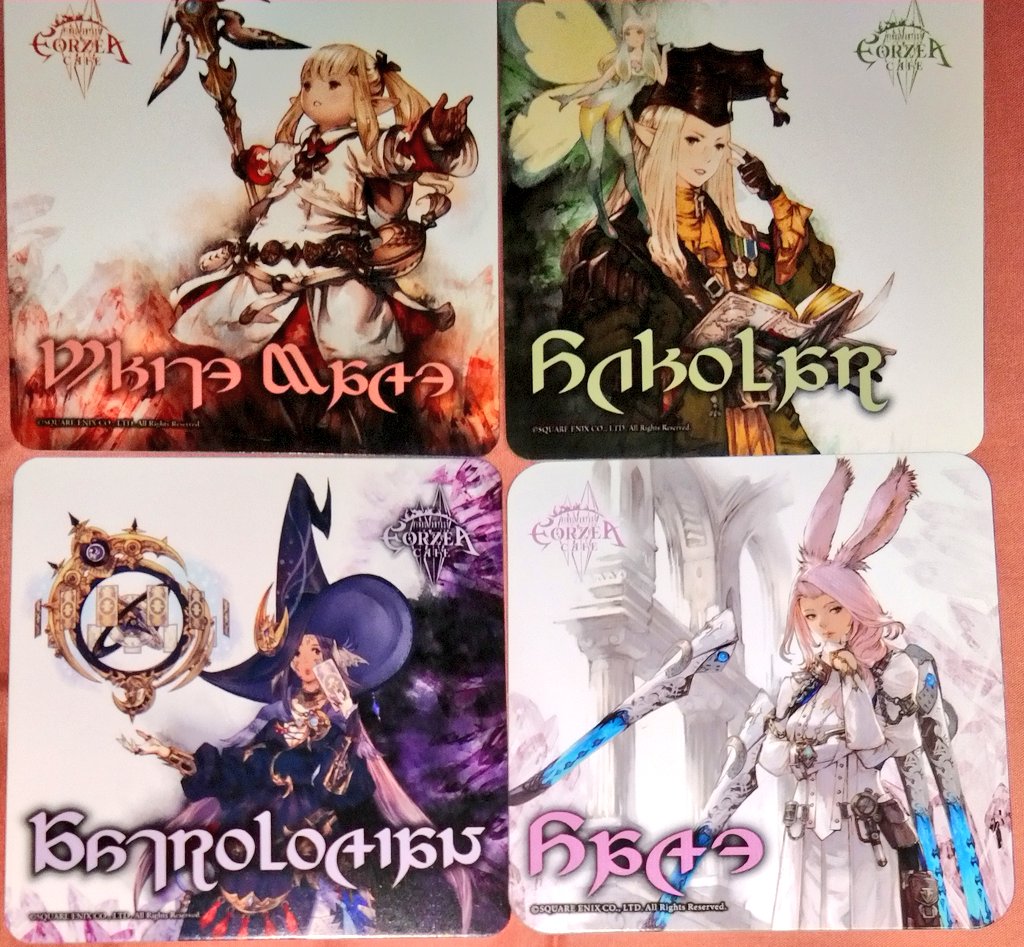 EORZEA
CAFE
White Mage
©SQUARE ENIX CO., LTD. All Rights Reserved.
EORZEA
CAFE
Scholar
©SQUARE ENIX CO., LTD. All Rights Reserved.
EORZEA
CAFE
Astrologian
©SQUARE ENIX CO., LTD. All Rights Reserved.
EORZEA
CAFE
Sage
©SQUARE ENIX CO., LTD. All Rights Reserved.